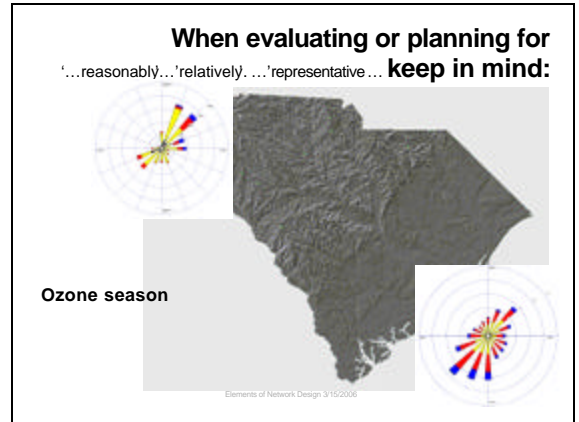 When evaluating or planning for
‘…reasonably’…’relatively’. …’representative… keep in mind:
Ozone season
Elements of Network Design 3/15/2006